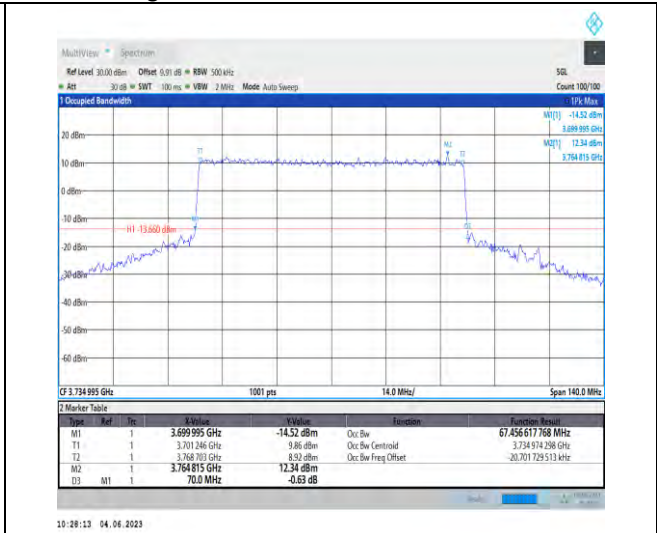 MultiView Spectrum
Ref Level 30.00 dBm Offset 9.91 dB RBW 500 kHz SGL
Att 30 dB SWT 100 ms VBW 2 MHz Mode Auto Sweep Count 100/100
1 Occupied Bandwidth 1Pk Max
M1[1] -14.52 dBm
3.699 995 GHz
M2[1] 12.34 dBm
3.764 815 GHz
20 dBm
M2
T1 T2
10 dBm
0 dBm
-10 dBm
M1 D3
H1 -13.660 dBm
-20 dBm
-30 dBm
-40 dBm
-50 dBm
-60 dBm
CF 3.734 995 GHz 1001 pts 14.0 MHz/ Span 140.0 MHz
2 Marker Table
Type Ref Trc X-Value Y-Value Function Function Result
M1 1 3.699 995 GHz -14.52 dBm Occ Bw 67.456 617 768 MHz
T1 1 3.701 246 GHz 9.86 dBm Occ Bw Centroid 3.734 974 298 GHz
T2 1 3.768 703 GHz 8.92 dBm Occ Bw Freq Offset -20.701 729 513 kHz
M2 1 3.764 815 GHz 12.34 dBm
D3 M1 1 70.0 MHz -0.63 dB
10:28:13 04.06.2023